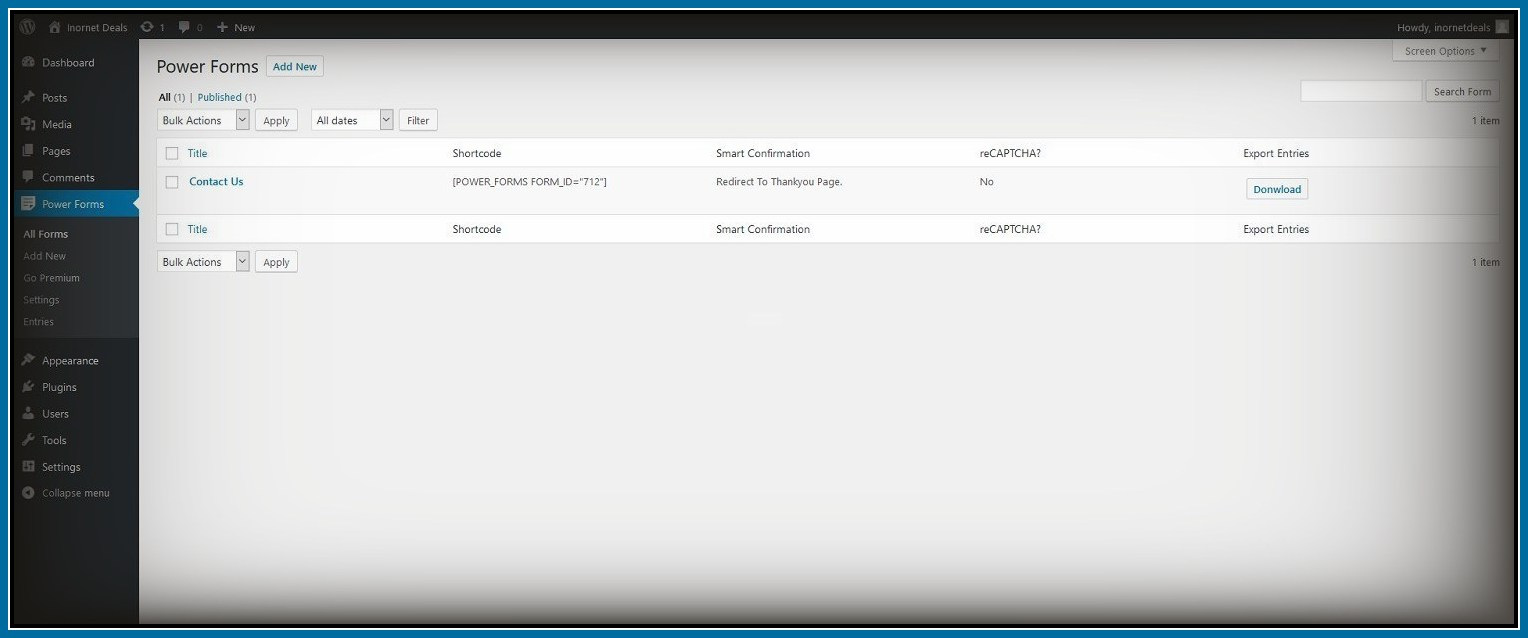 Inornet Deals 1 0 New Howdy, inornetdeals
Screen Options
Dashboard
Posts
Media
Pages
Comments
Power Forms
All Forms
Add New
Go Premium
Settings
Entries
Appearance
Plugins
Users
Tools
Settings
Collapse menu
Power Forms Add New
All (1) | Published (1)
Search Form
Bulk Actions Apply All dates Filter 1 item
Title Shortcode Smart Confirmation reCAPTCHA? Export Entries
Contact Us [POWER_FORMS FORM_ID="712"] Redirect To Thankyou Page. No Donwload
Title Shortcode Smart Confirmation reCAPTCHA? Export Entries
Bulk Actions Apply 1 item